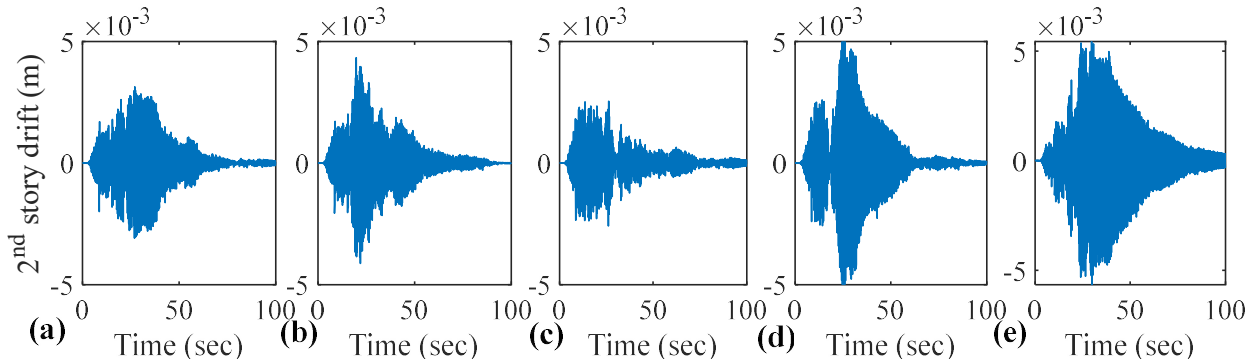 ×10⁻³ ×10⁻³ ×10⁻³ ×10⁻³ ×10⁻³
5 5 5 5 5
2ⁿᵈ story drift (m)
0 0 0 0 0
-5 -5 -5 -5 -5
0 50 100 0 50 100 0 50 100 0 50 100 0 50 100
(a) Time (sec) (b) Time (sec) (c) Time (sec) (d) Time (sec) (e) Time (sec)